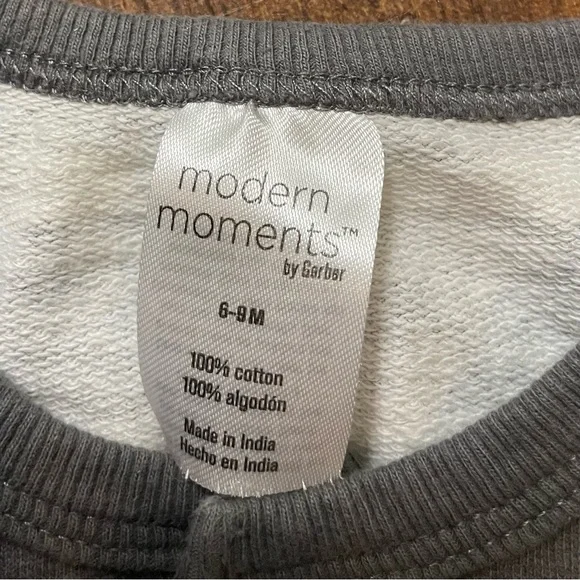 modern
moments™
by Gerber
6-9M
100% cotton
100% algodón
Made in India
Hecho en India